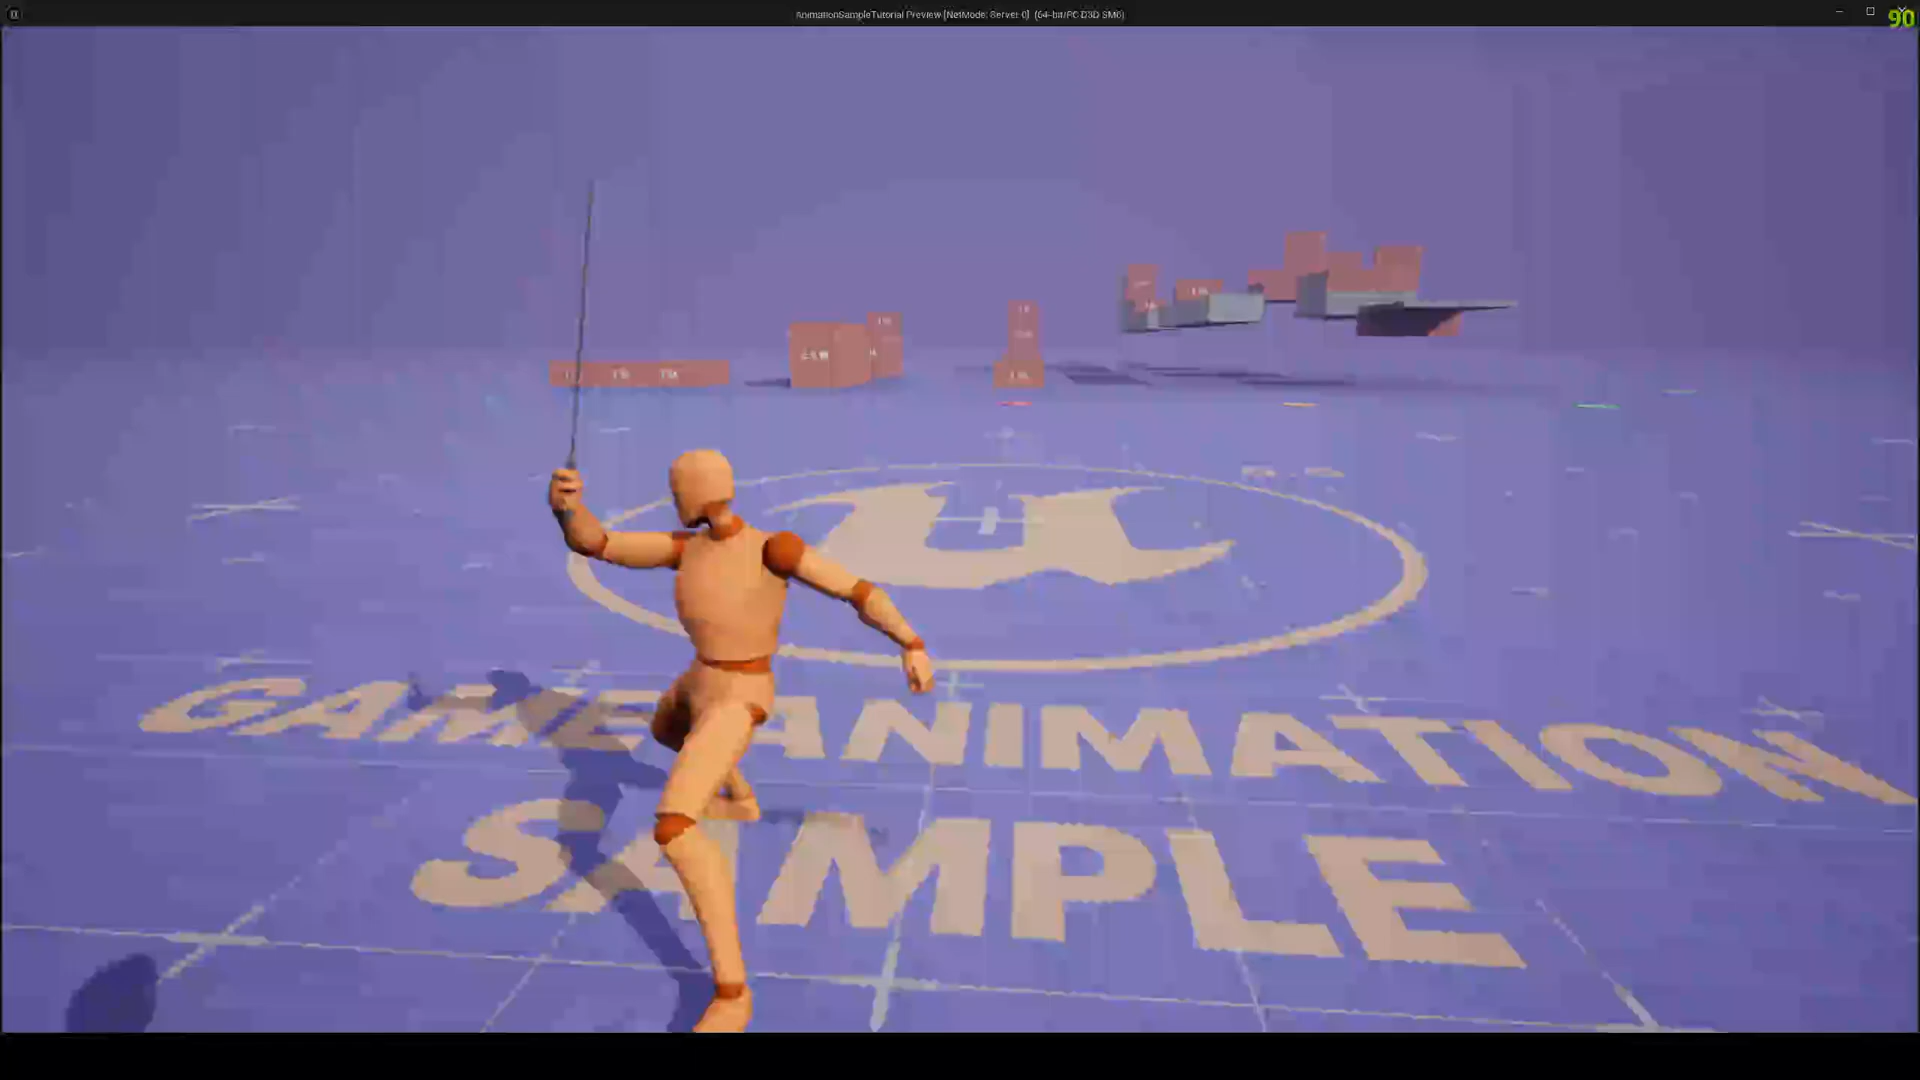 AnimationSampleTutorial Preview [NetMode: Server 0] (64-bit/PC D3D SM6)
90
GAME ANIMATION
SAMPLE